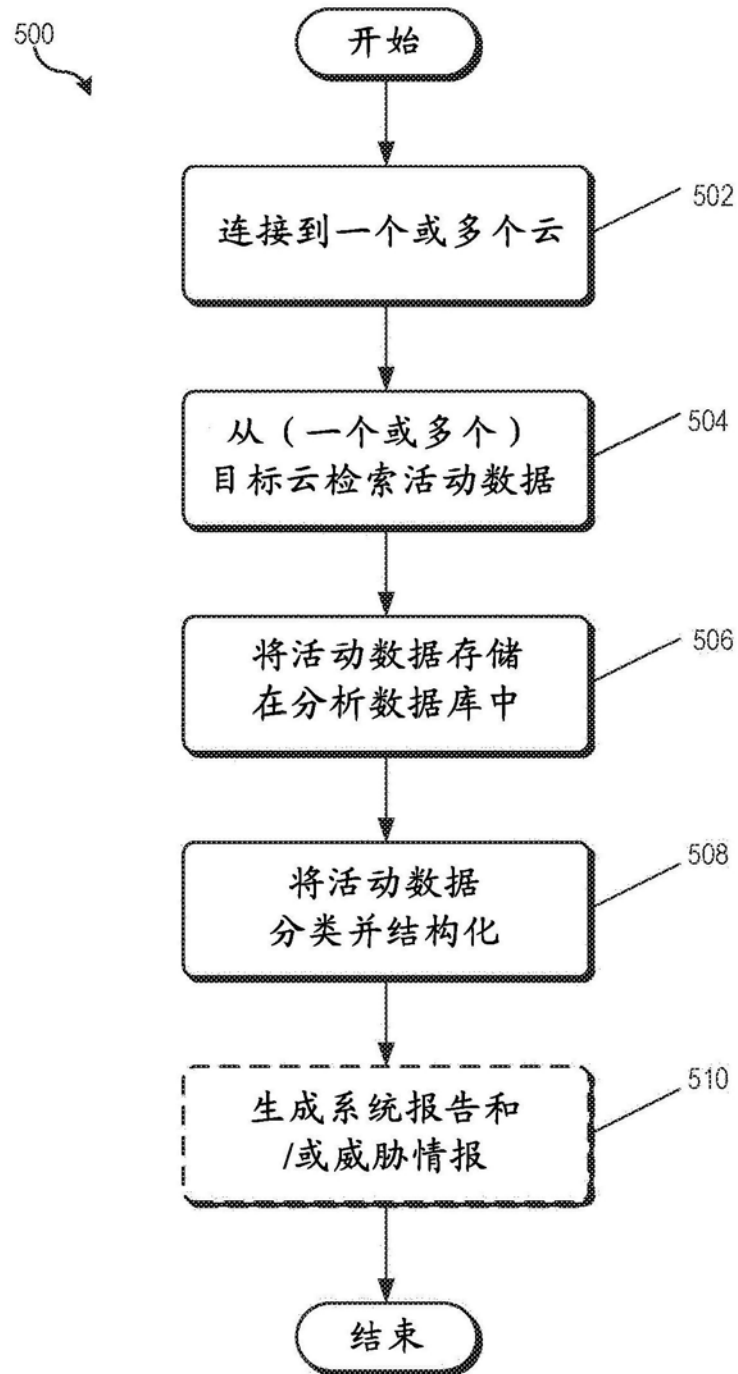 500
开始
连接到一个或多个云
502
从（一个或多个）
目标云检索活动数据
504
将活动数据存储
在分析数据库中
506
将活动数据
分类并结构化
508
生成系统报告和
/或威胁情报
510
结束